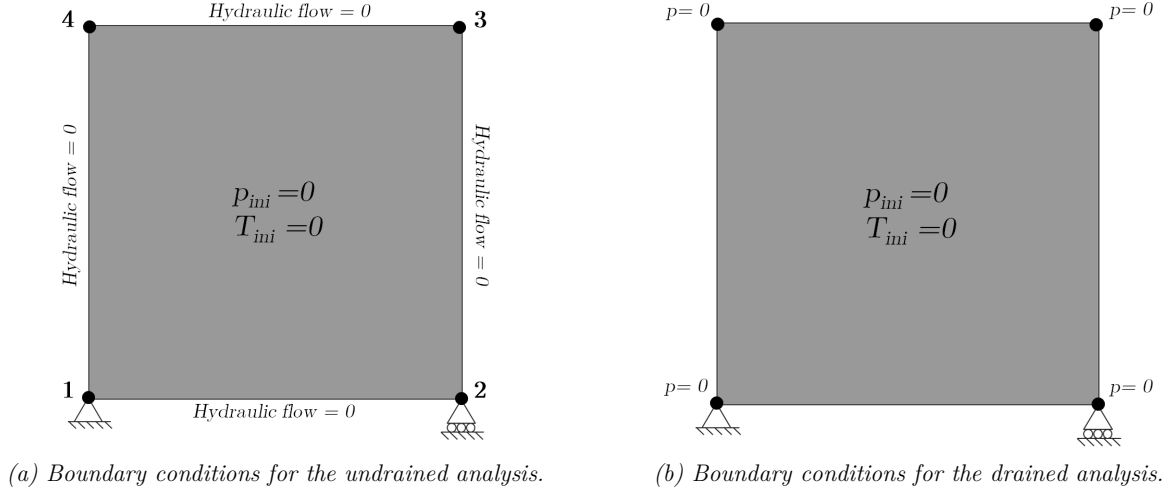 4
Hydraulic flow = 0
3
Hydraulic flow = 0
p_ini =0
T_ini =0
Hydraulic flow = 0
1
2
Hydraulic flow = 0
(a) Boundary conditions for the undrained analysis.
p= 0
p= 0
p_ini =0
T_ini =0
p= 0
p= 0
(b) Boundary conditions for the drained analysis.